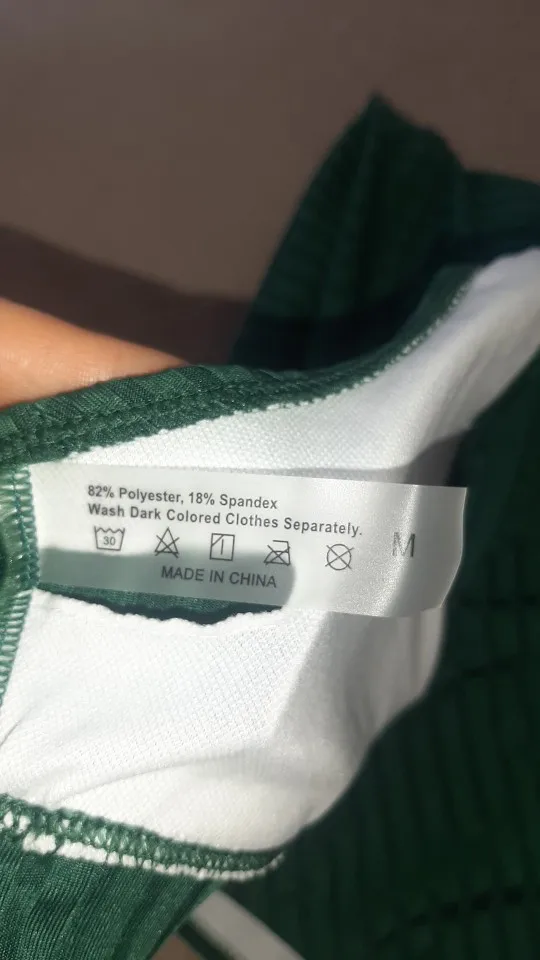 82% Polyester, 18% Spandex
Wash Dark Colored Clothes Separately.
30
M
MADE IN CHINA